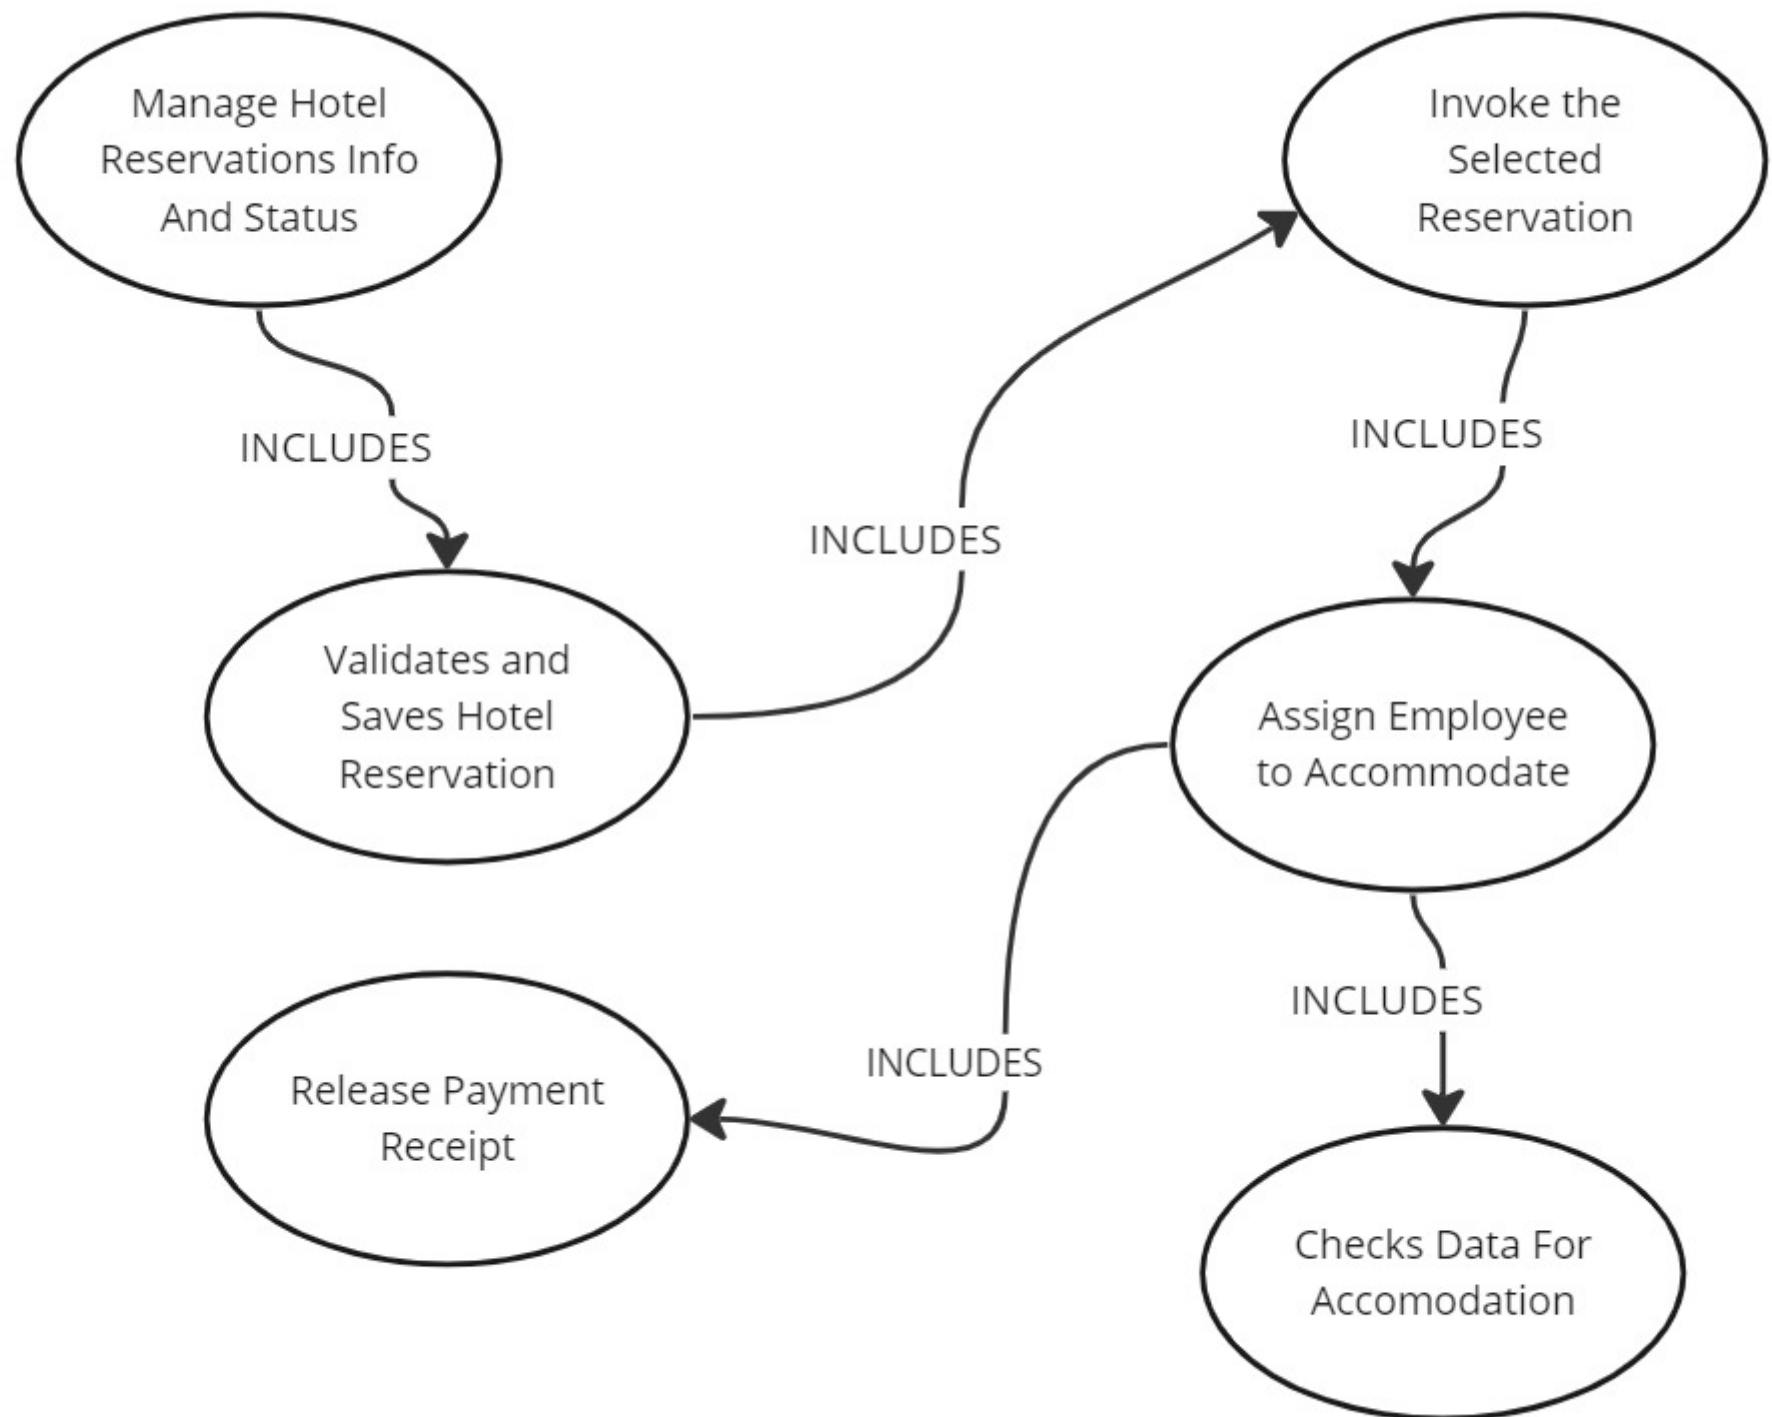 Manage Hotel
Reservations Info
And Status
Invoke the
Selected
Reservation
INCLUDES
INCLUDES
INCLUDES
Validates and
Saves Hotel
Reservation
Assign Employee
to Accommodate
INCLUDES
INCLUDES
Release Payment
Receipt
Checks Data For
Accomodation